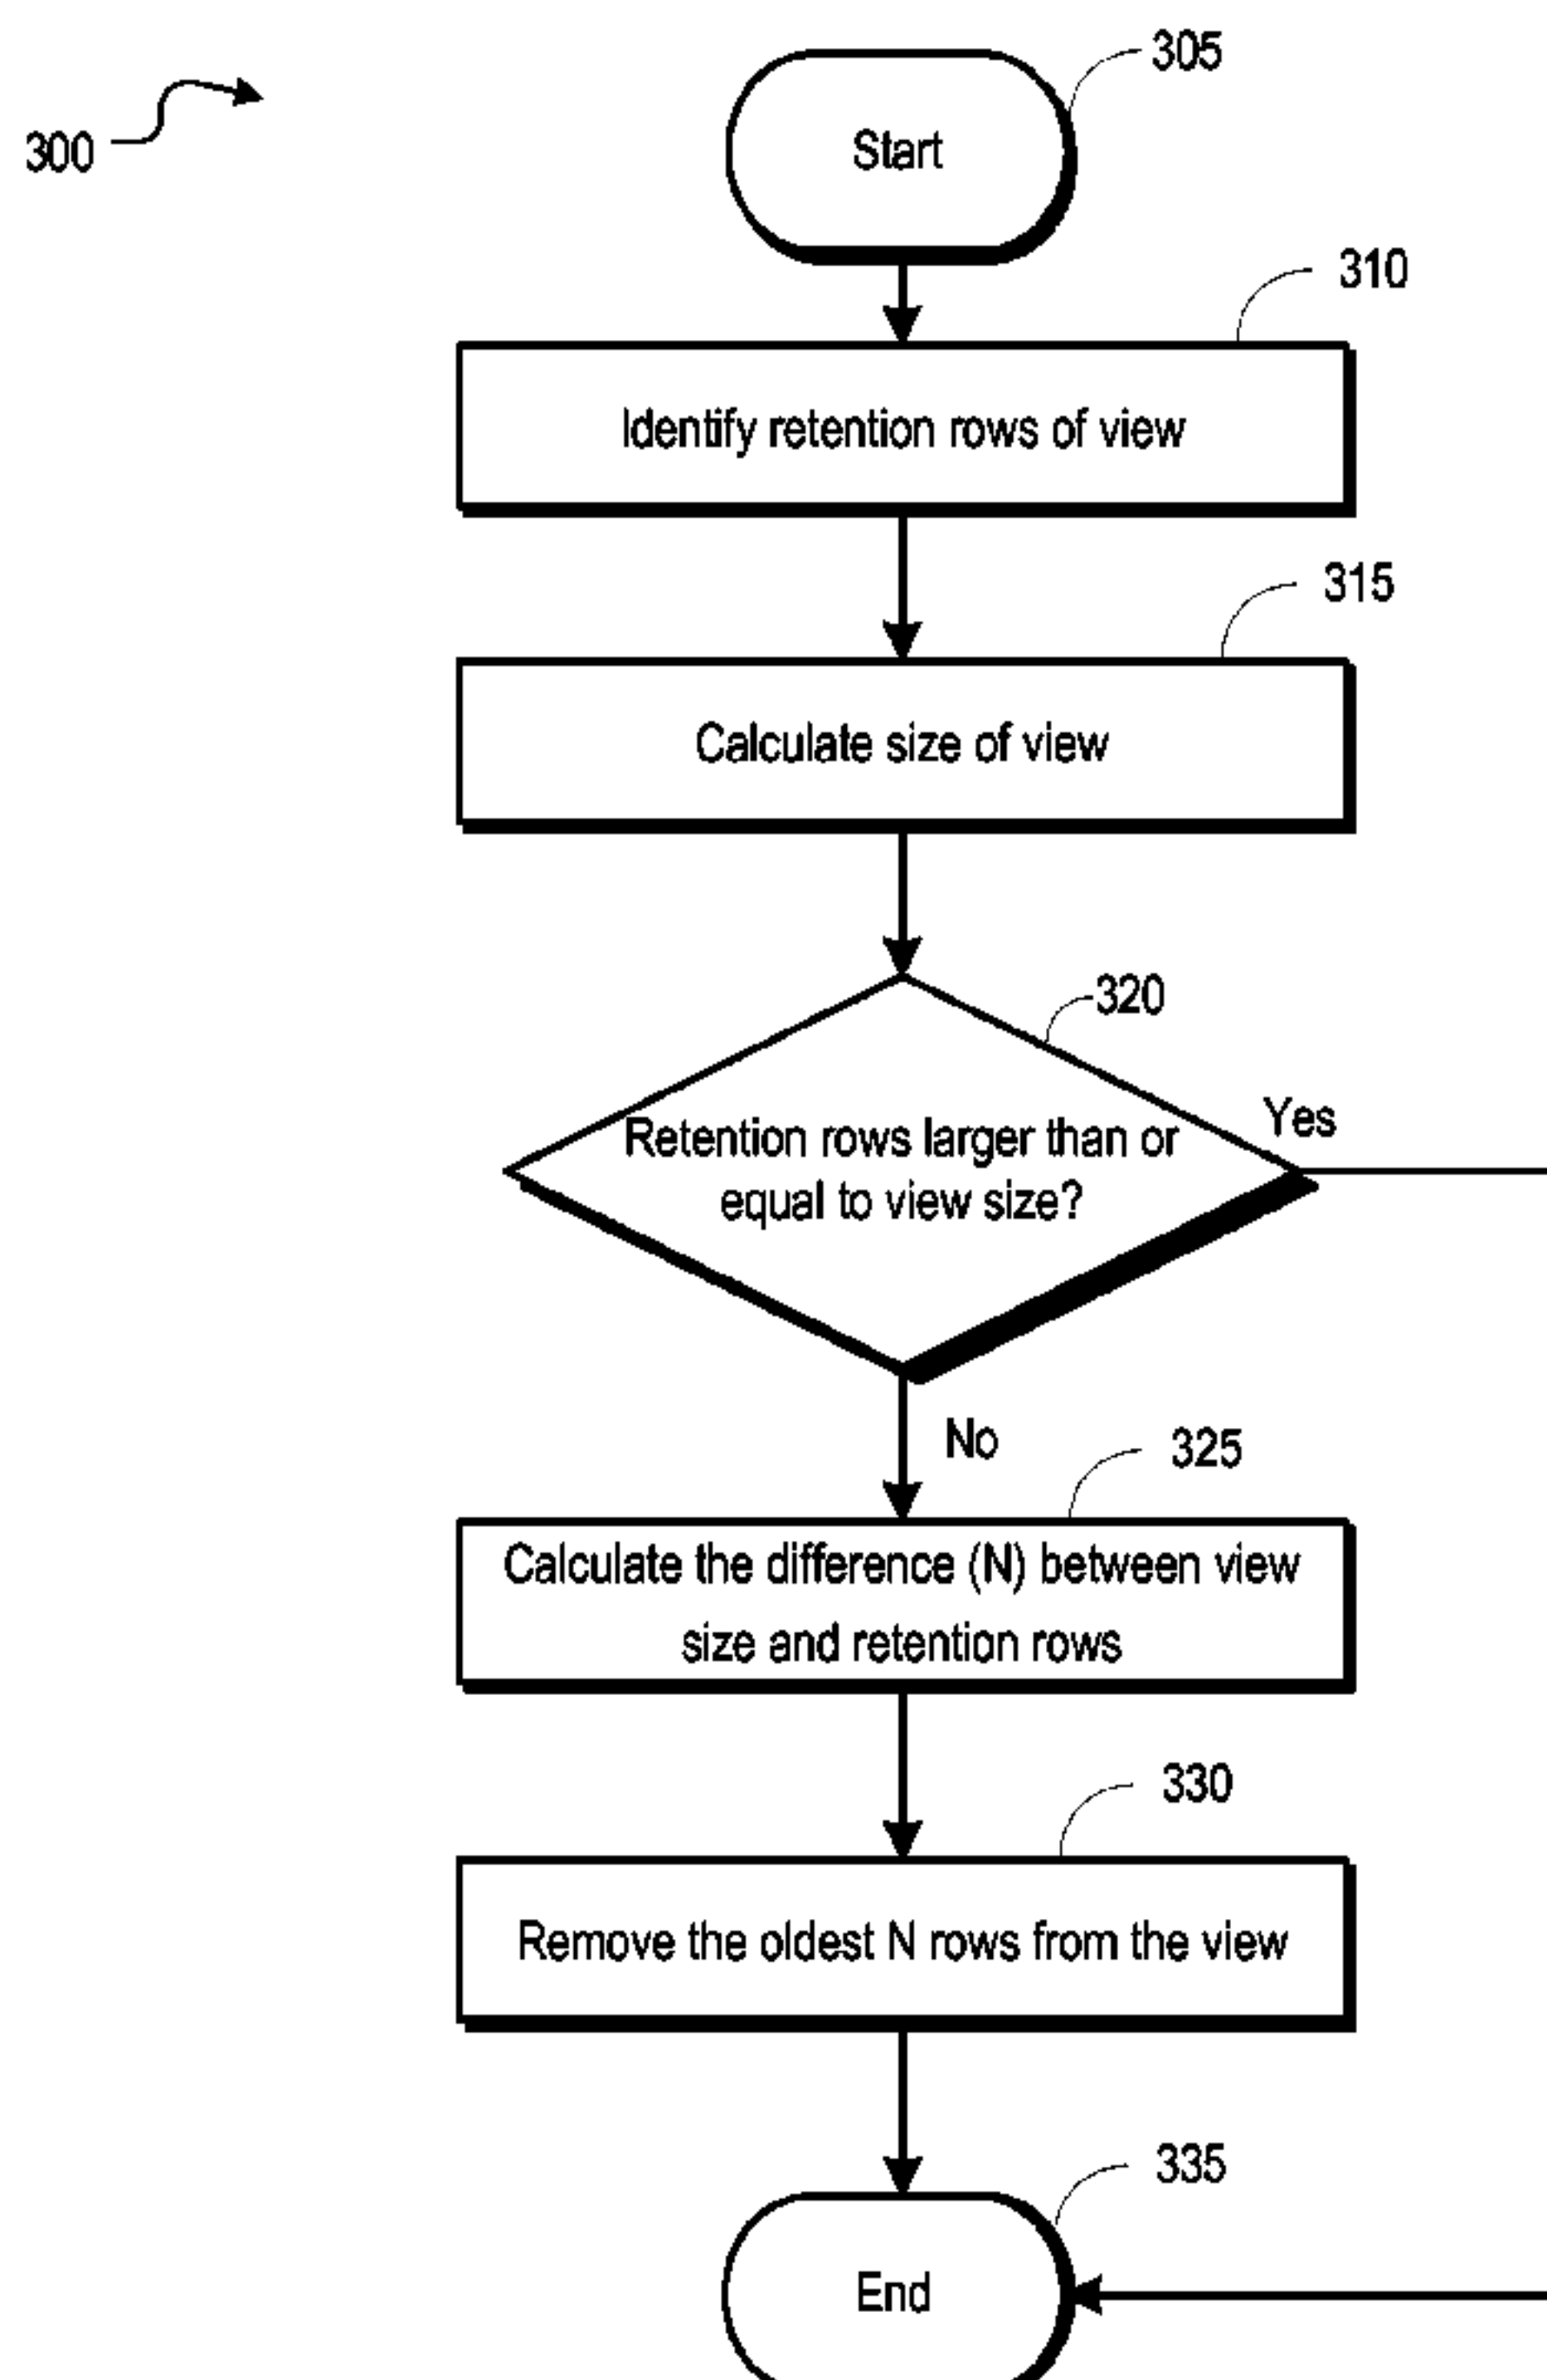 305
300
Start
310
Identify retention rows of view
315
Calculate size of view
320
Yes
Retention rows larger than or
equal to view size?
No
325
Calculate the difference (N) between view
size and retention rows
330
Remove the oldest N rows from the view
335
End